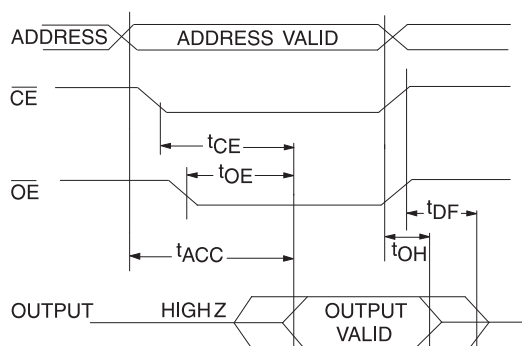 ADDRESS
ADDRESS VALID
CE
tCE
tOE
OE
tDF
tACC
tOH
OUTPUT
HIGH Z
OUTPUT
VALID